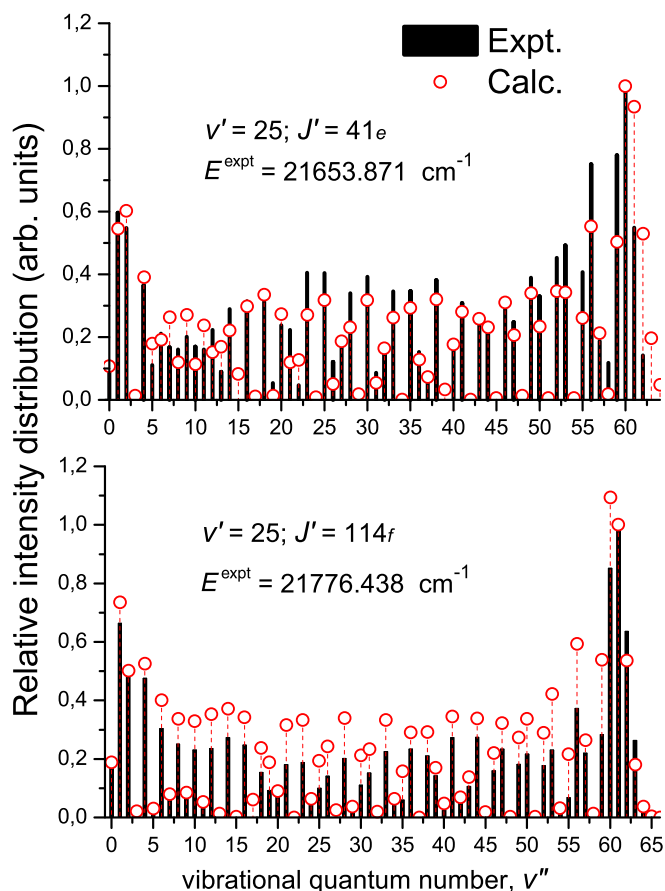 Relative intensity distribution (arb. units)
1,2
1,0
0,8
0,6
0,4
0,2
0,0
Expt.
Calc.
v' = 25; J' = 41e
E^expt = 21653.871 cm^-1
0 5 10 15 20 25 30 35 40 45 50 55 60
1,2
1,0
0,8
0,6
0,4
0,2
0,0
v' = 25; J' = 114f
E^expt = 21776.438 cm^-1
0 5 10 15 20 25 30 35 40 45 50 55 60 65
vibrational quantum number, v"